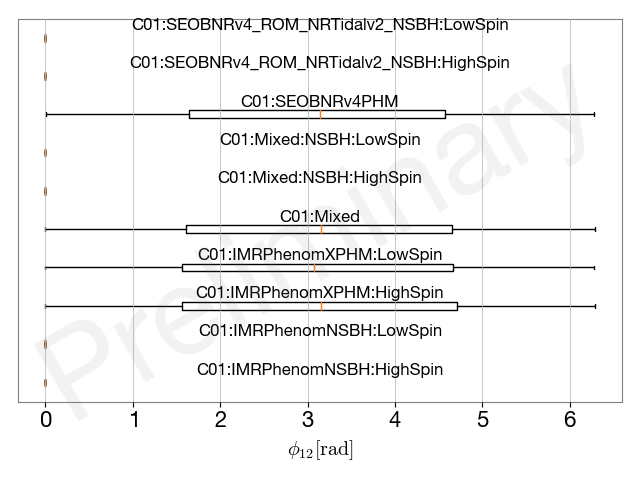 C01:SEOBNRv4_ROM_NRTidalv2_NSBH:LowSpin
C01:SEOBNRv4_ROM_NRTidalv2_NSBH:HighSpin
C01:SEOBNRv4PHM
C01:Mixed:NSBH:LowSpin
C01:Mixed:NSBH:HighSpin
C01:Mixed
C01:IMRPhenomXPHM:LowSpin
C01:IMRPhenomXPHM:HighSpin
C01:IMRPhenomNSBH:LowSpin
C01:IMRPhenomNSBH:HighSpin
Preliminary
0 1 2 3 4 5 6
ϕ₁₂[rad]